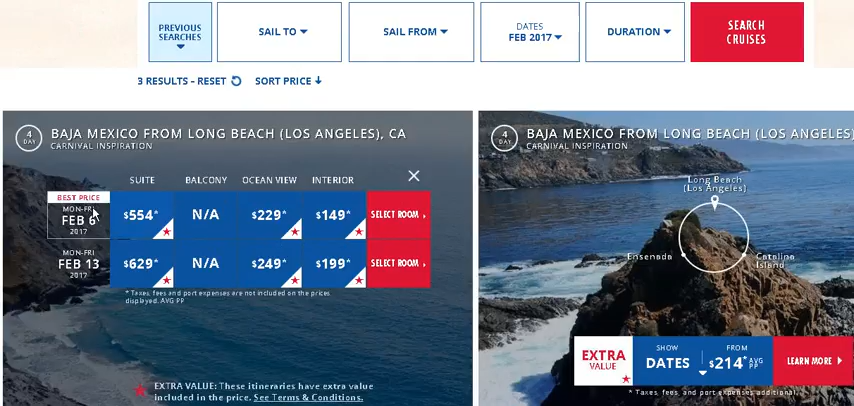 PREVIOUS
SEARCHES
SAIL TO
SAIL FROM
DATES
FEB 2017
DURATION
SEARCH
CRUISES
3 RESULTS - RESET
SORT PRICE
4
DAY
BAJA MEXICO FROM LONG BEACH (LOS ANGELES), CA
CARNIVAL INSPIRATION
SUITE BALCONY OCEAN VIEW INTERIOR
BEST PRICE
MON-FRI
FEB 6
2017
$554* N/A $229* $149* SELECT ROOM
MON-FRI
FEB 13
2017
$629* N/A $249* $199* SELECT ROOM
* Taxes, fees and port expenses are not included on the prices
displayed. AVG PP
EXTRA VALUE: These itineraries have extra value
included in the price. See Terms & Conditions.
4
DAY
BAJA MEXICO FROM LONG BEACH (LOS ANGELES)
CARNIVAL INSPIRATION
Long Beach
(Los Angeles)
Ensenada
Catalina
Island
EXTRA
VALUE
SHOW
DATES
FROM
$214* AVG
PP
LEARN MORE
* Taxes, fees, and port expenses additional.